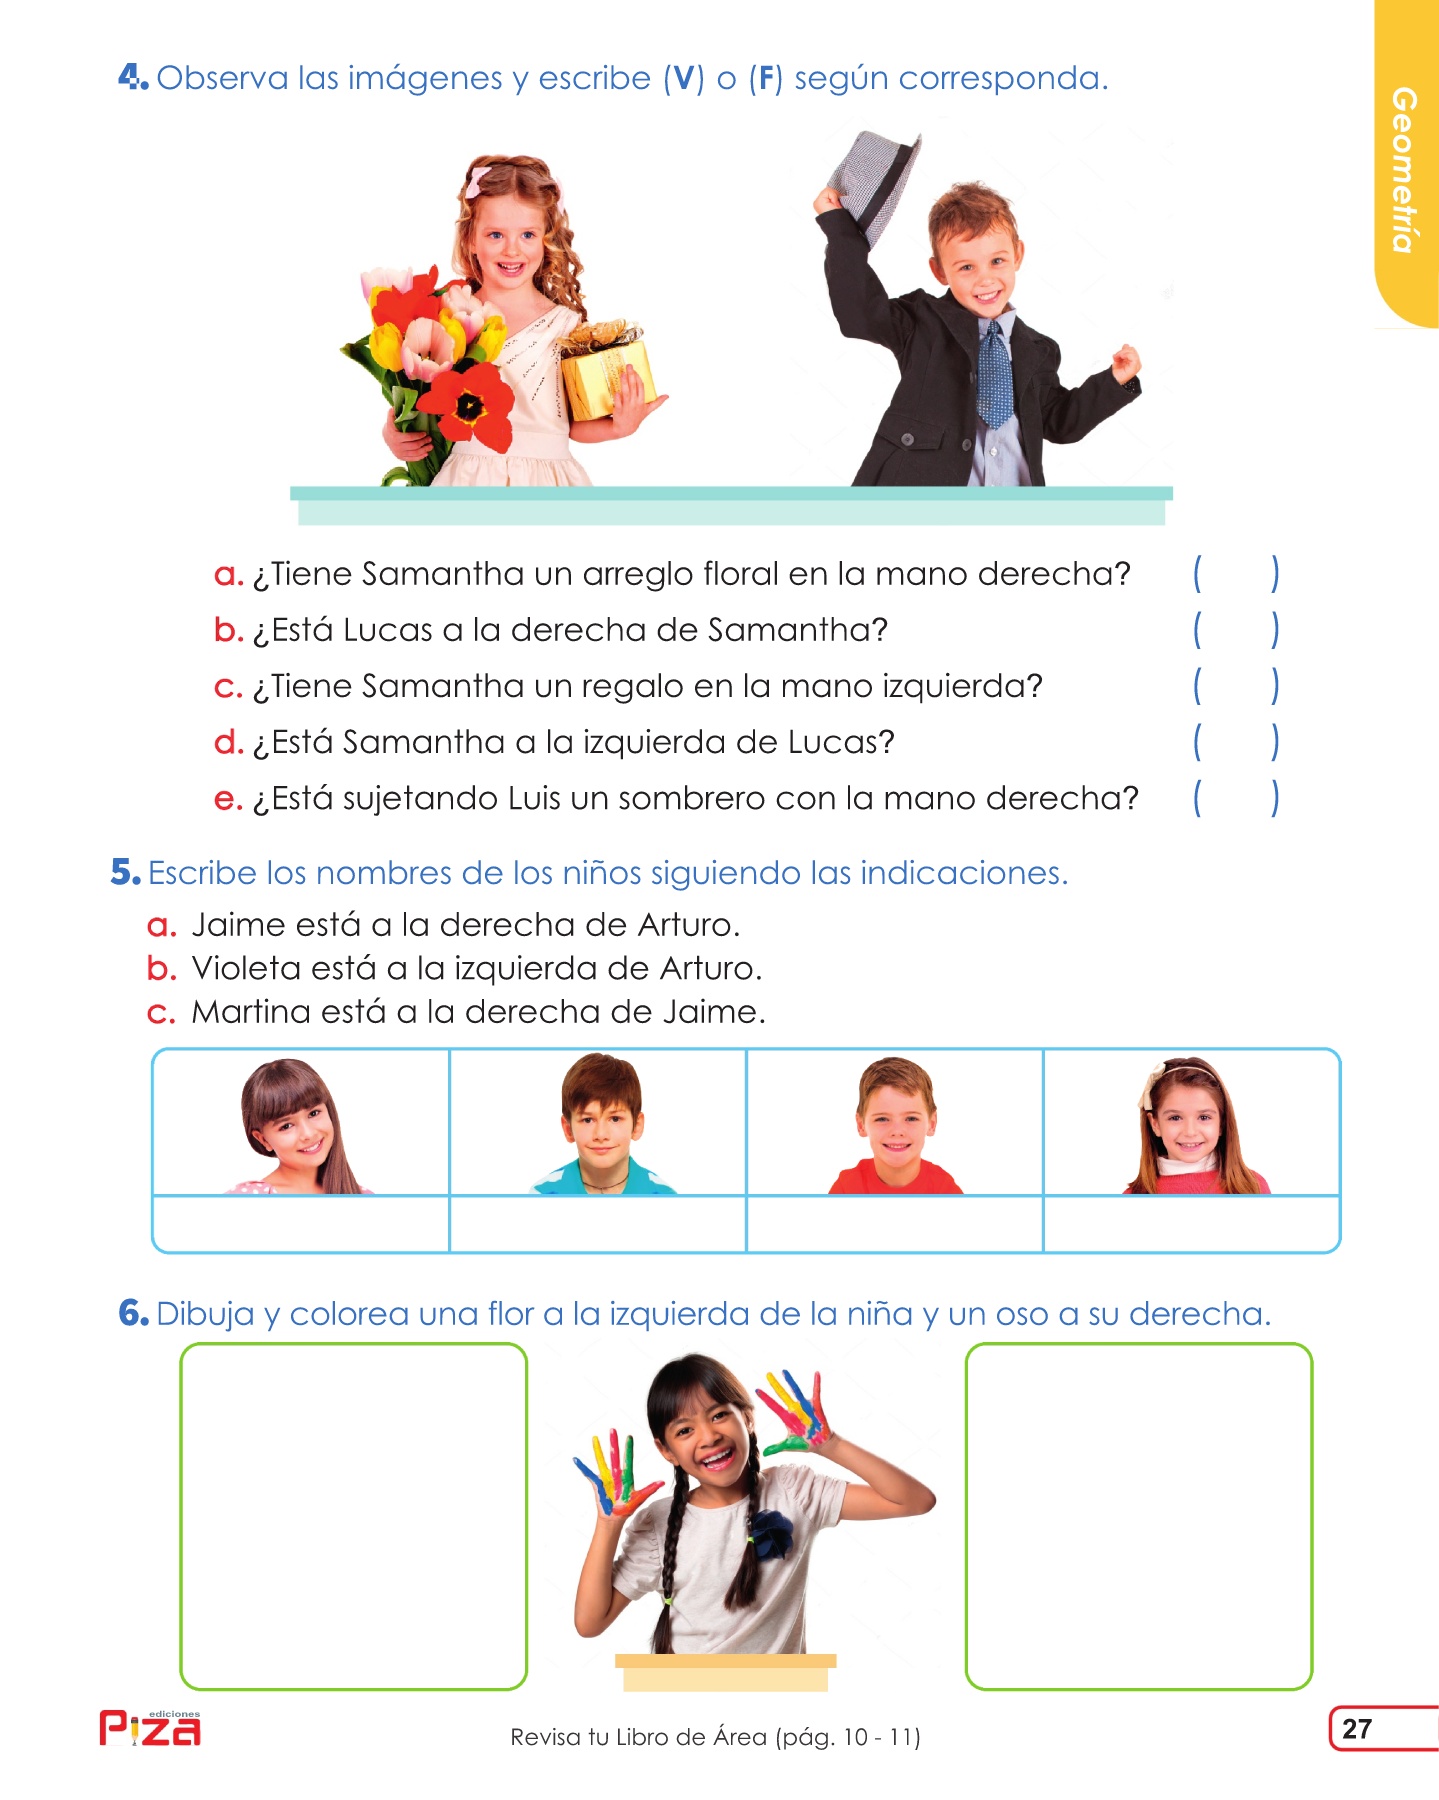 4. Observa las imágenes y escribe (V) o (F) según corresponda.
Geometría
a. ¿Tiene Samantha un arreglo floral en la mano derecha? ( )
b. ¿Está Lucas a la derecha de Samantha? ( )
c. ¿Tiene Samantha un regalo en la mano izquierda? ( )
d. ¿Está Samantha a la izquierda de Lucas? ( )
e. ¿Está sujetando Luis un sombrero con la mano derecha? ( )
5. Escribe los nombres de los niños siguiendo las indicaciones.
a. Jaime está a la derecha de Arturo.
b. Violeta está a la izquierda de Arturo.
c. Martina está a la derecha de Jaime.
6. Dibuja y colorea una flor a la izquierda de la niña y un oso a su derecha.
ediciones
Piza
Revisa tu Libro de Área (pág. 10 - 11)
27